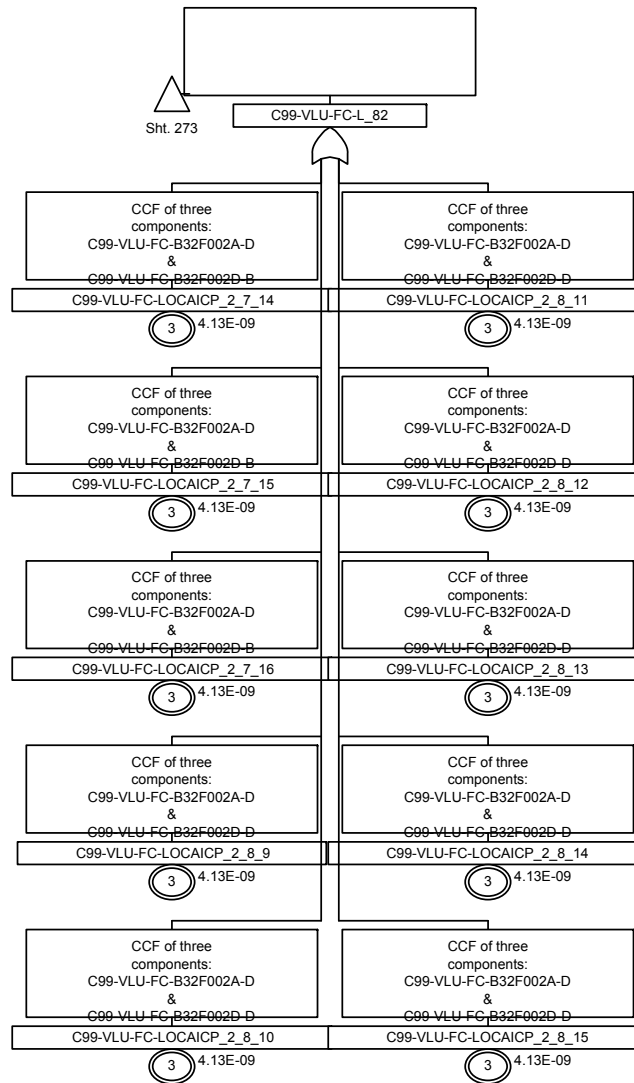 C99-VLU-FC-L_82
Sht. 273
CCF of three
components:
C99-VLU-FC-B32F002A-D
&
C99-VLU-FC-B32F002D-B
C99-VLU-FC-LOCAICP_2_7_14
3
4.13E-09
CCF of three
components:
C99-VLU-FC-B32F002A-D
&
C99-VLU-FC-B32F002D-D
C99-VLU-FC-LOCAICP_2_8_11
3
4.13E-09
CCF of three
components:
C99-VLU-FC-B32F002A-D
&
C99-VLU-FC-B32F002D-B
C99-VLU-FC-LOCAICP_2_7_15
3
4.13E-09
CCF of three
components:
C99-VLU-FC-B32F002A-D
&
C99-VLU-FC-B32F002D-D
C99-VLU-FC-LOCAICP_2_8_12
3
4.13E-09
CCF of three
components:
C99-VLU-FC-B32F002A-D
&
C99-VLU-FC-B32F002D-B
C99-VLU-FC-LOCAICP_2_7_16
3
4.13E-09
CCF of three
components:
C99-VLU-FC-B32F002A-D
&
C99-VLU-FC-B32F002D-D
C99-VLU-FC-LOCAICP_2_8_13
3
4.13E-09
CCF of three
components:
C99-VLU-FC-B32F002A-D
&
C99-VLU-FC-B32F002D-D
C99-VLU-FC-LOCAICP_2_8_9
3
4.13E-09
CCF of three
components:
C99-VLU-FC-B32F002A-D
&
C99-VLU-FC-B32F002D-D
C99-VLU-FC-LOCAICP_2_8_14
3
4.13E-09
CCF of three
components:
C99-VLU-FC-B32F002A-D
&
C99-VLU-FC-B32F002D-D
C99-VLU-FC-LOCAICP_2_8_10
3
4.13E-09
CCF of three
components:
C99-VLU-FC-B32F002A-D
&
C99-VLU-FC-B32F002D-D
C99-VLU-FC-LOCAICP_2_8_15
3
4.13E-09